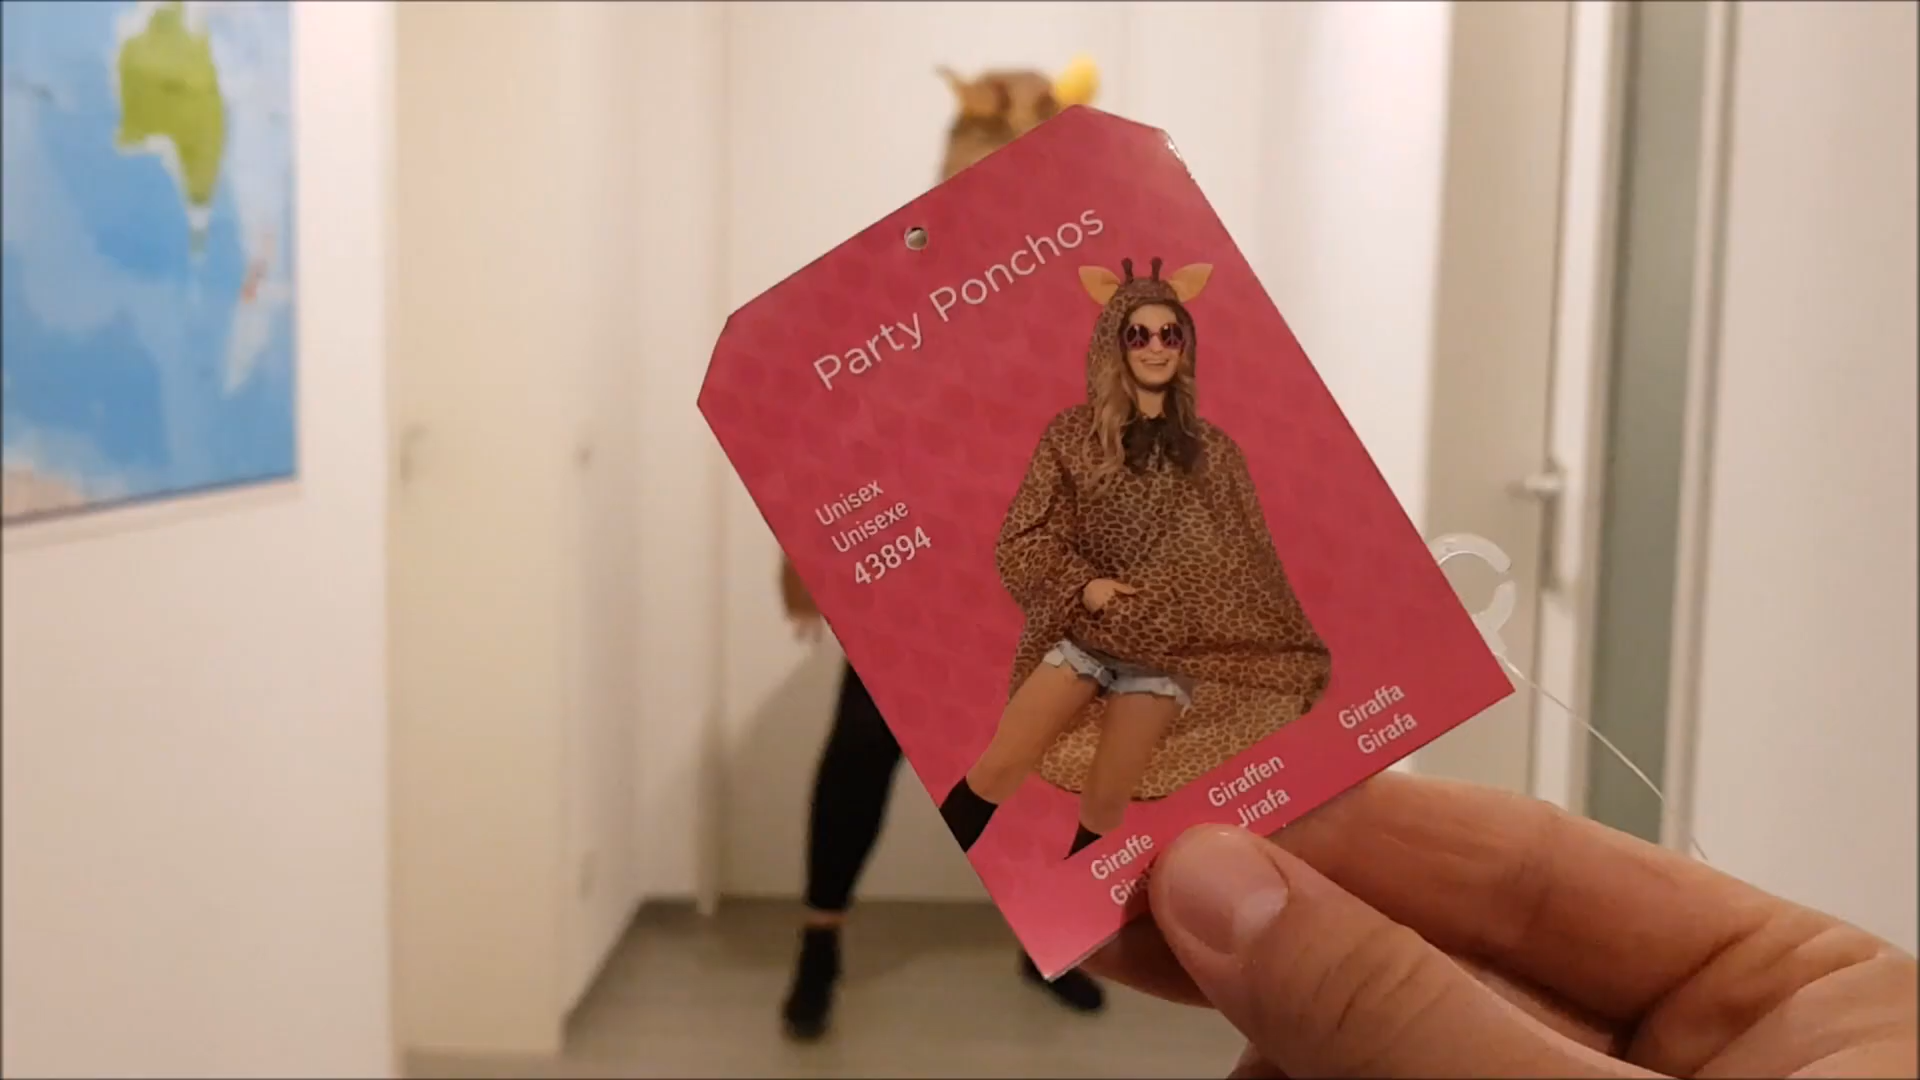 Party Ponchos
Unisex
Unisexe
43894
Giraffe
Giraffen
Jirafa
Giraffa
Girafa